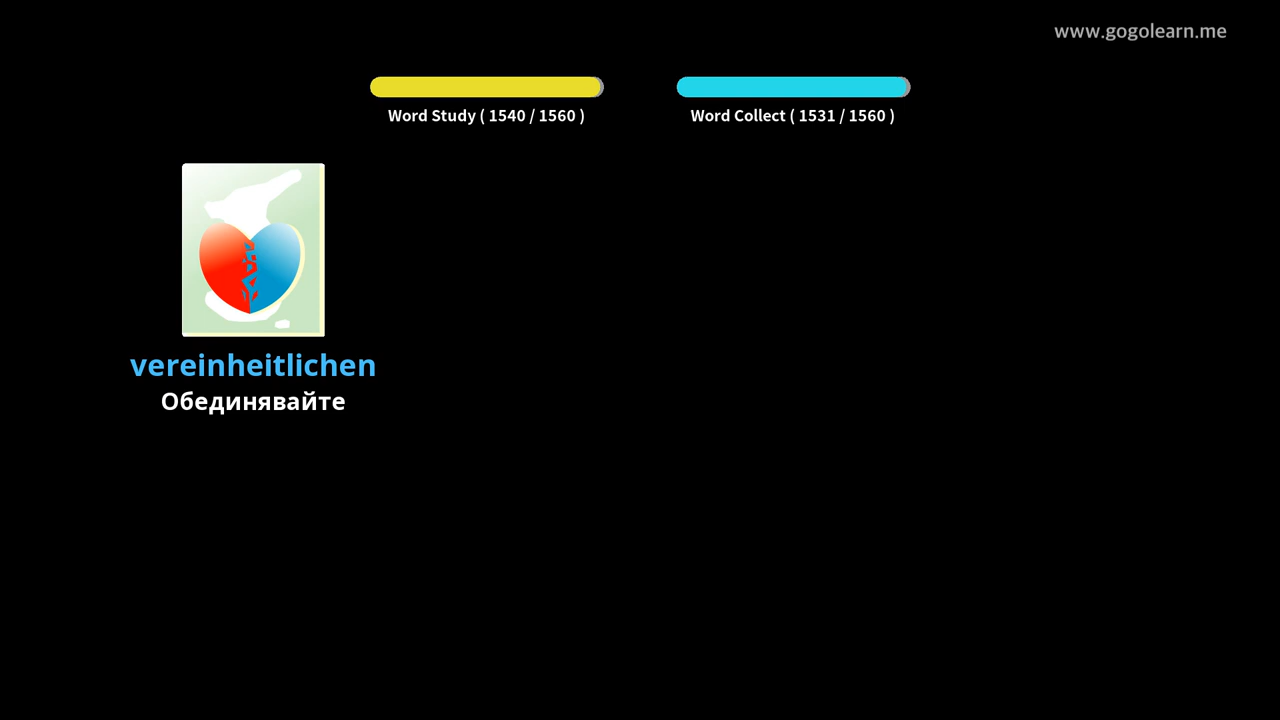 www.gogolearn.me
Word Study ( 1540 / 1560 )
Word Collect ( 1531 / 1560 )
vereinheitlichen
Обединявайте